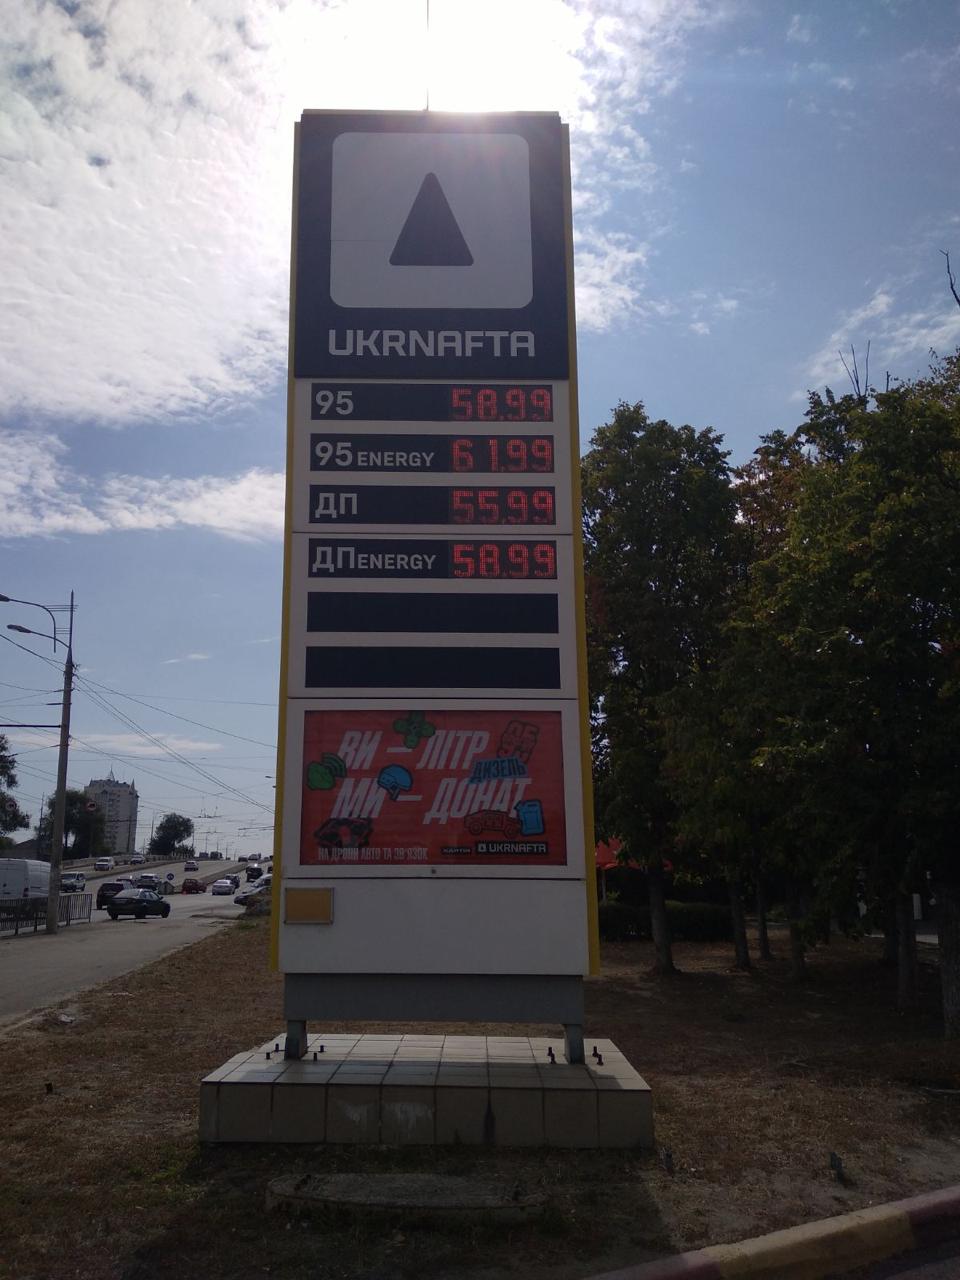 UKRNAFTA
95 58.99
95 ENERGY 61.99
ДП 55.99
ДП ENERGY 58.99
ВИ — ЛІТР
ДИЗЕЛЬ
МИ — ДОНАТ
НА ДРОНИ АВТО ТА ЗВ'ЯЗОК
ХАРТІЯ UKRNAFTA